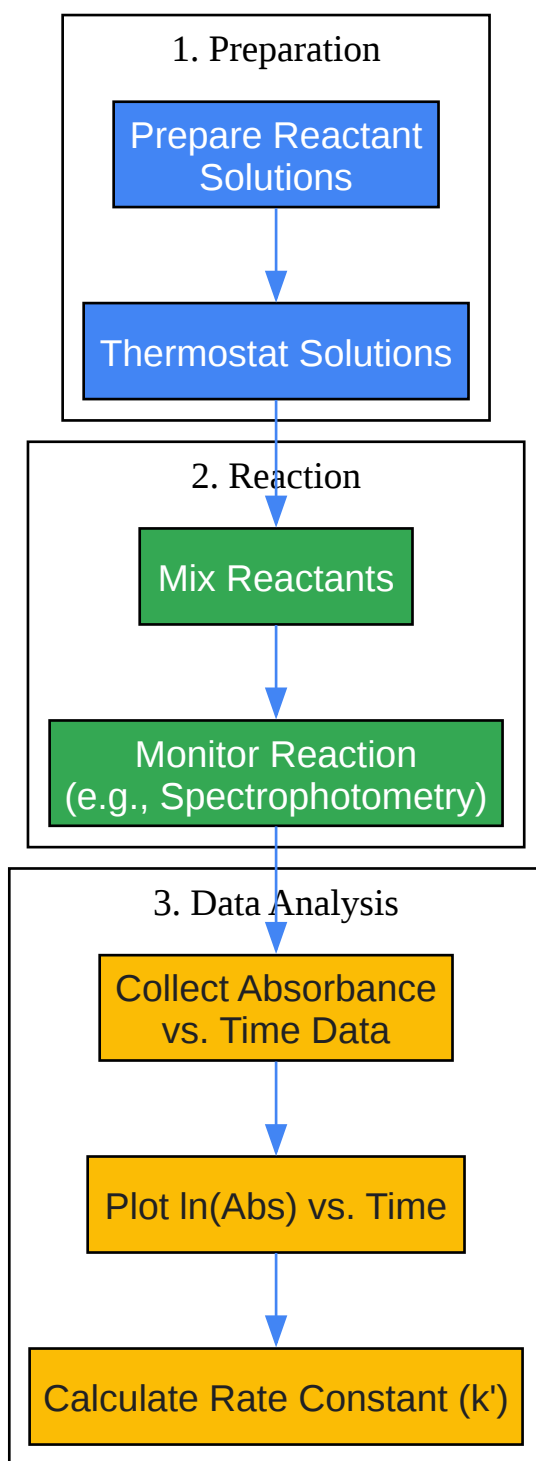 1. Preparation
Prepare Reactant
Solutions
Thermostat Solutions
2. Reaction
Mix Reactants
Monitor Reaction
(e.g., Spectrophotometry)
3. Data Analysis
Collect Absorbance
vs. Time Data
Plot ln(Abs) vs. Time
Calculate Rate Constant (k')